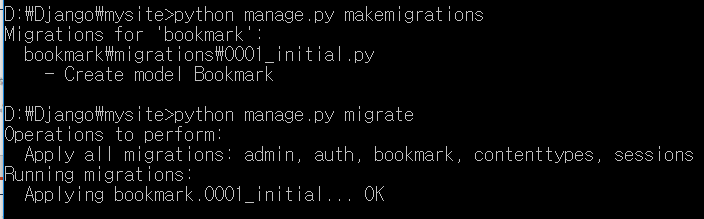 D:₩Django₩mysite>python manage.py makemigrations
Migrations for 'bookmark':
  bookmark₩migrations₩0001_initial.py
    - Create model Bookmark
D:₩Django₩mysite>python manage.py migrate
Operations to perform:
  Apply all migrations: admin, auth, bookmark, contenttypes, sessions
Running migrations:
  Applying bookmark.0001_initial... OK